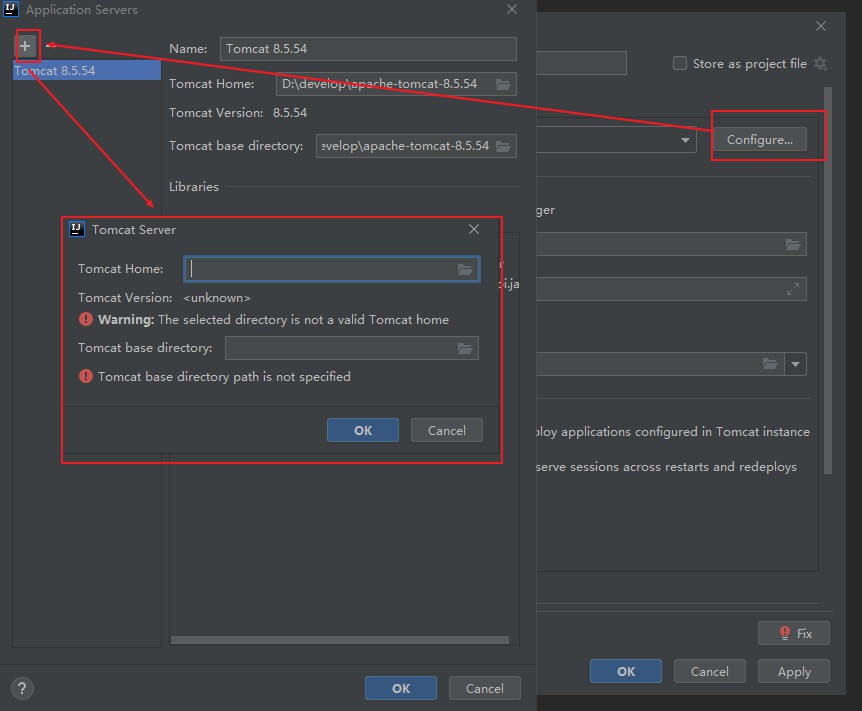 Application Servers
Name: Tomcat 8.5.54
Tomcat 8.5.54
Tomcat Home: D:\develop\apache-tomcat-8.5.54
Tomcat Version: 8.5.54
Tomcat base directory: evelop\apache-tomcat-8.5.54
Libraries
Tomcat Server
Tomcat Home:
Tomcat Version: <unknown>
Warning: The selected directory is not a valid Tomcat home
Tomcat base directory:
Tomcat base directory path is not specified
OK Cancel
? OK Cancel
Store as project file
Configure...
ger
oi.ja
loy applications configured in Tomcat instance
serve sessions across restarts and redeploys
Fix
OK Cancel Apply